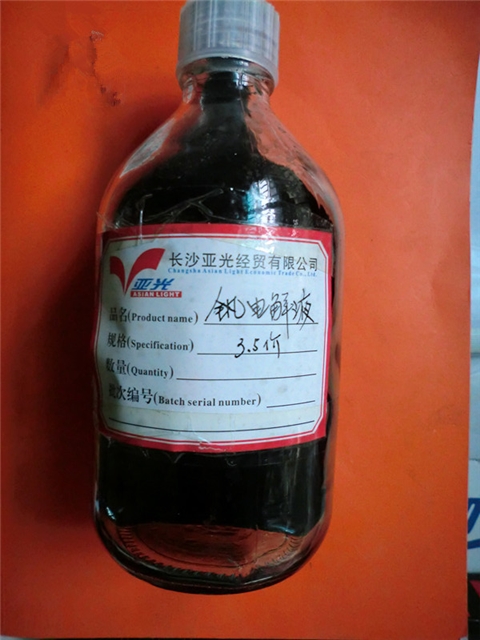 长沙亚光经贸有限公司
Changsha Asian Light Economic Trade Co., Ltd.
亚光
ASIAN LIGHT
品名(Product name) 钒电解液
规格(Specification) 3.5价
数量(Quantity)
批次编号(Batch serial number)